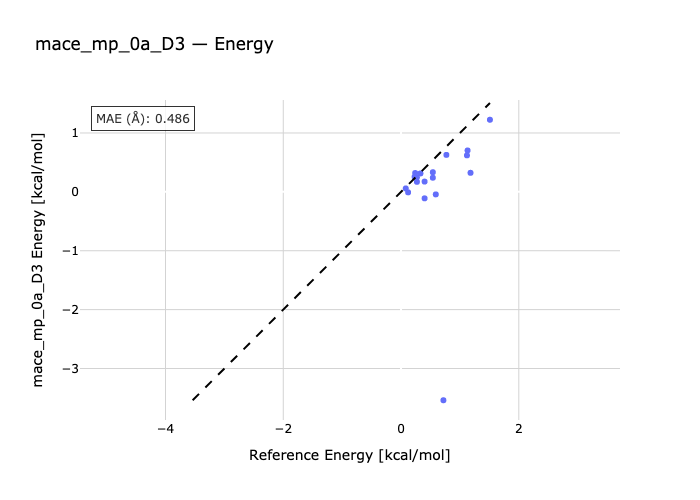 mace_mp_0a_D3 — Energy
MAE (Å): 0.486
1
0
−1
−2
−3
mace_mp_0a_D3 Energy [kcal/mol]
−4
−2
0
2
Reference Energy [kcal/mol]